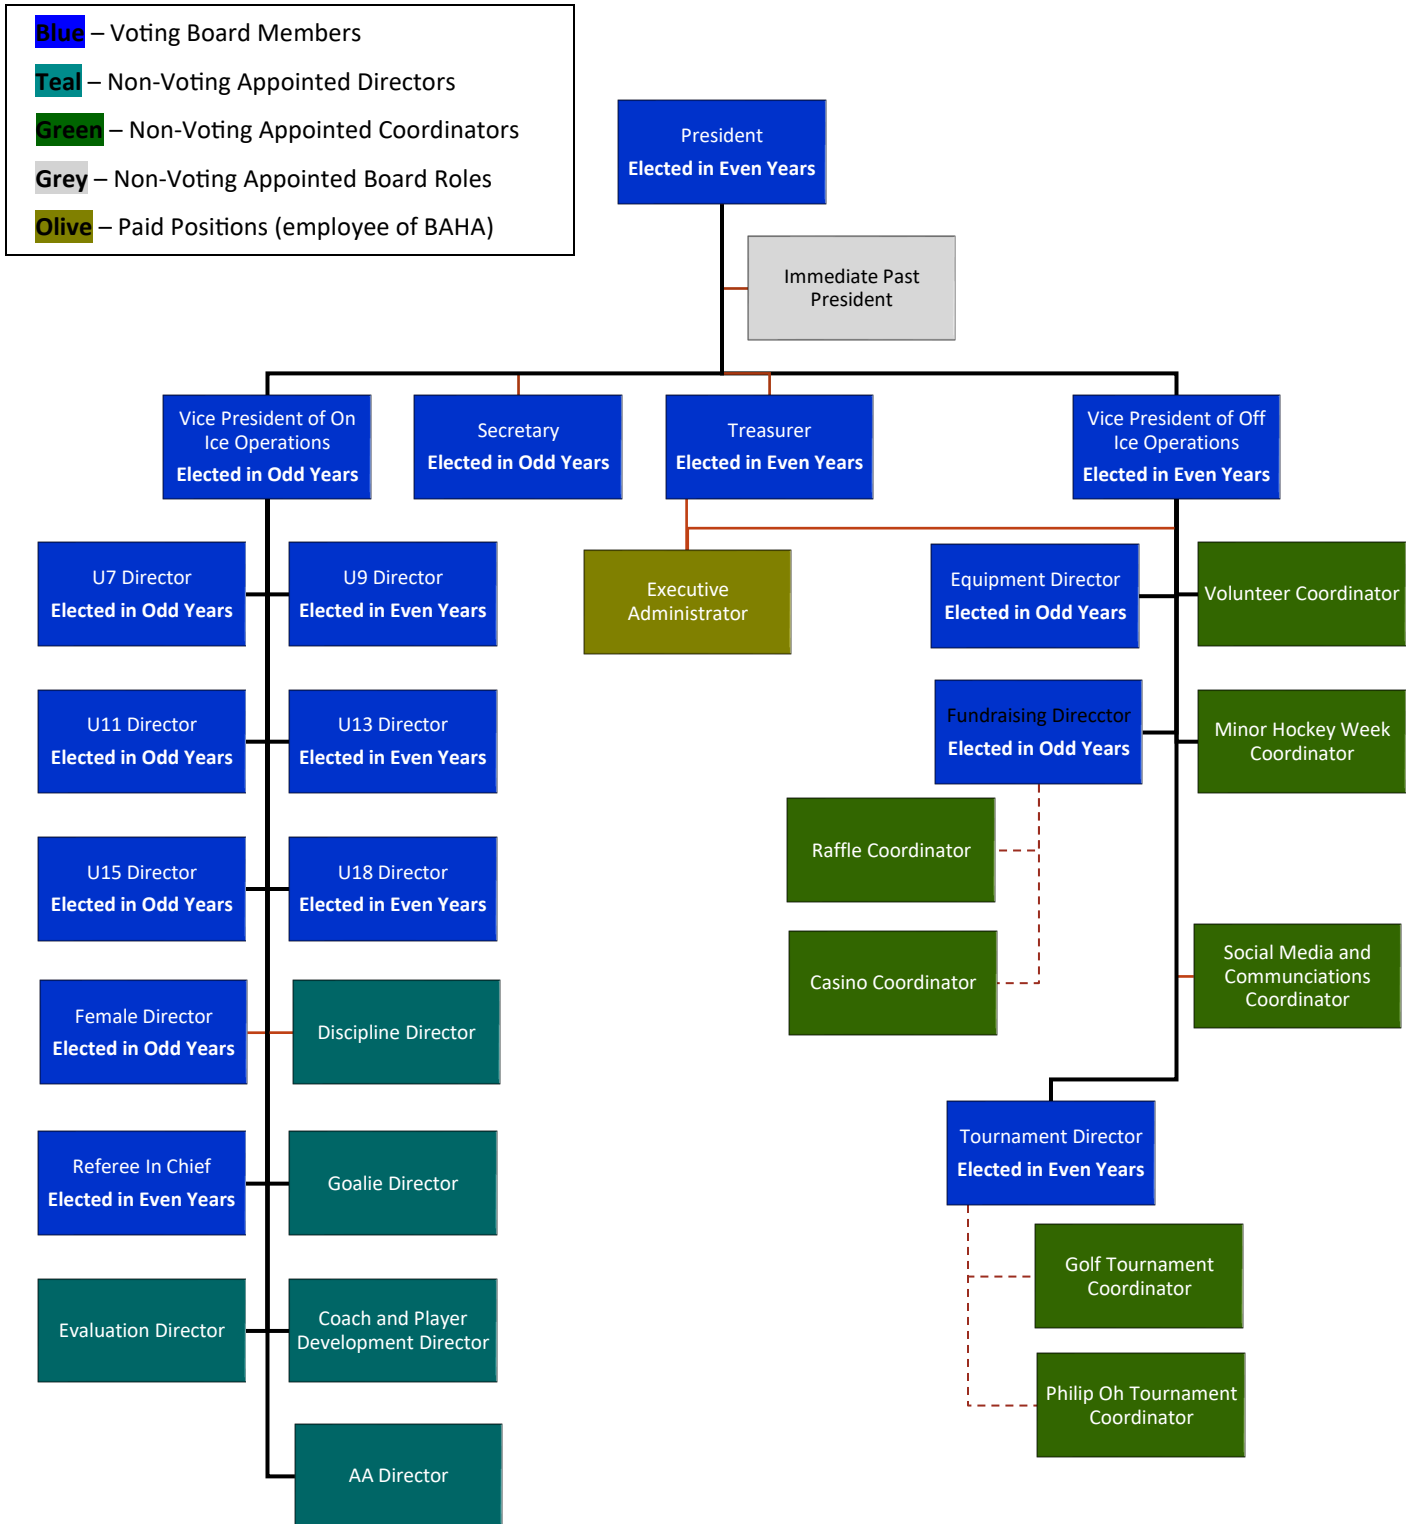 Blue – Voting Board Members
Teal – Non-Voting Appointed Directors
Green – Non-Voting Appointed Coordinators
Grey – Non-Voting Appointed Board Roles
Olive – Paid Positions (employee of BAHA)
President
Elected in Even Years
Immediate Past
President
Vice President of On
Ice Operations
Elected in Odd Years
Secretary
Elected in Odd Years
Treasurer
Elected in Even Years
Vice President of Off
Ice Operations
Elected in Even Years
U7 Director
Elected in Odd Years
U9 Director
Elected in Even Years
Executive
Administrator
Equipment Director
Elected in Odd Years
Volunteer Coordinator
U11 Director
Elected in Odd Years
U13 Director
Elected in Even Years
Fundraising Direcctor
Elected in Odd Years
Minor Hockey Week
Coordinator
Raffle Coordinator
U15 Director
Elected in Odd Years
U18 Director
Elected in Even Years
Casino Coordinator
Social Media and
Communciations
Coordinator
Female Director
Elected in Odd Years
Discipline Director
Tournament Director
Elected in Even Years
Referee In Chief
Elected in Even Years
Goalie Director
Golf Tournament
Coordinator
Evaluation Director
Coach and Player
Development Director
Philip Oh Tournament
Coordinator
AA Director